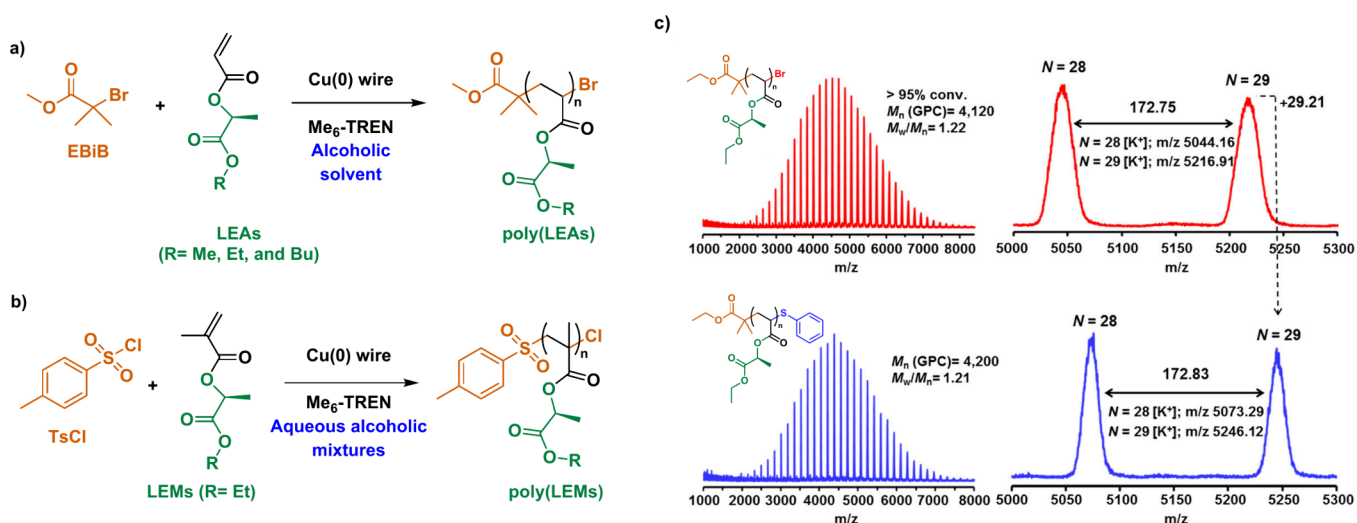 a)
O
O
Br
EBiB
+
O
O
O
O
R
LEAs
(R= Me, Et, and Bu)
Cu(0) wire
Me6-TREN
Alcoholic
solvent
O
O
Br
n
O
O
O
O-R
poly(LEAs)
b)
O
Cl
S
O
TsCl
+
O
O
O
O
R
LEMs (R= Et)
Cu(0) wire
Me6-TREN
Aqueous alcoholic
mixtures
O
S
O
Cl
n
O
O
O
O-R
poly(LEMs)
c)
O
O
Br
n
O
O
O
O
> 95% conv.
Mn (GPC)= 4,120
Mw/Mn= 1.22
1000 2000 3000 4000 5000 6000 7000 8000
m/z
N = 28
N = 29
+29.21
172.75
N = 28 [K+]; m/z 5044.16
N = 29 [K+]; m/z 5216.91
5000 5050 5100 5150 5200 5250 5300
m/z
O
O
S
n
O
O
O
O
Mn (GPC)= 4,200
Mw/Mn= 1.21
1000 2000 3000 4000 5000 6000 7000 8000
m/z
N = 28
N = 29
172.83
N = 28 [K+]; m/z 5073.29
N = 29 [K+]; m/z 5246.12
5000 5050 5100 5150 5200 5250 5300
m/z